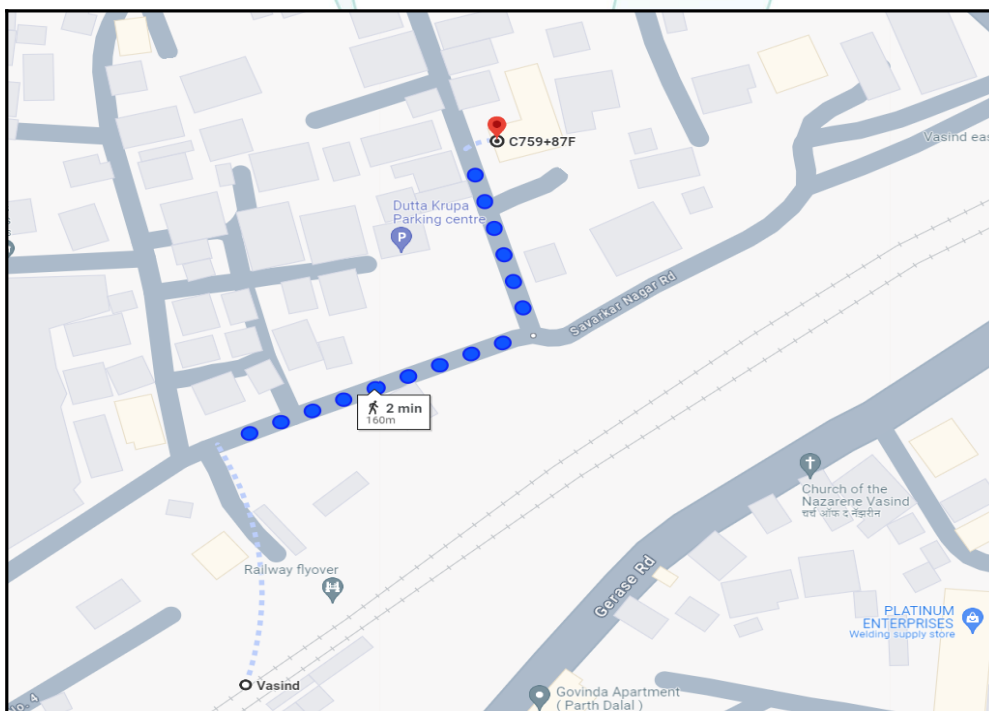 C759+87F
Vasind eas
Dutta Krupa
Parking centre
P
Savarkar Nagar Rd
2 min
160m
Church of the
Nazarene Vasind
चर्च ऑफ द नॅझरीन
Railway flyover
Gerase Rd
PLATINUM
ENTERPRISES
Welding supply store
Vasind
o. 4
Govinda Apartment
( Parth Dalal )